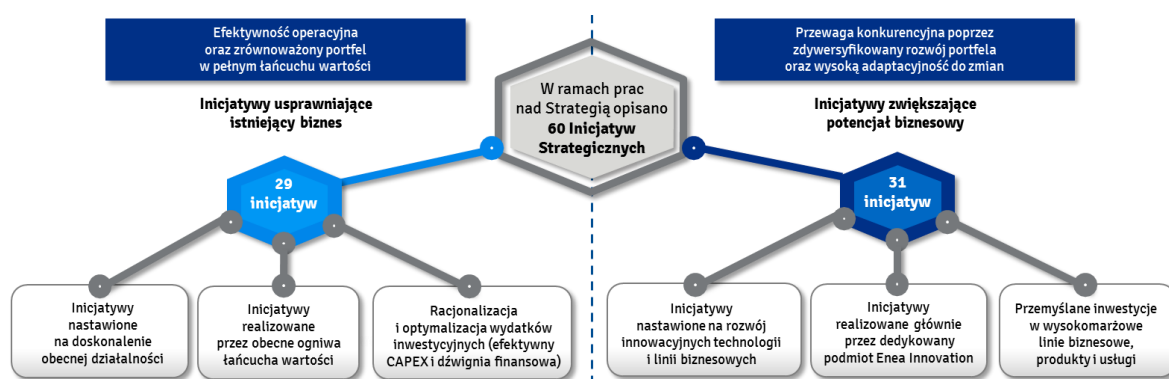 Efektywność operacyjna
oraz zrównoważony portfel
w pełnym łańcuchu wartości
Inicjatywy usprawniające
istniejący biznes
W ramach prac
nad Strategią opisano
60 Inicjatyw
Strategicznych
Przewaga konkurencyjna poprzez
zdywersyfikowany rozwój portfela
oraz wysoką adaptacyjność do zmian
Inicjatywy zwiększające
potencjał biznesowy
29
inicjatyw
31
inicjatyw
Inicjatywy
nastawione
na doskonalenie
obecnej działalności
Inicjatywy
realizowane
przez obecne ogniwa
łańcucha wartości
Racjonalizacja
i optymalizacja wydatków
inwestycyjnych (efektywny
CAPEX i dźwignia finansowa)
Inicjatywy
nastawione na rozwój
innowacyjnych technologii
i linii biznesowych
Inicjatywy
realizowane głównie
przez dedykowany
podmiot Enea Innovation
Przemyślane inwestycje
w wysokomarżowe
linie biznesowe,
produkty i usługi